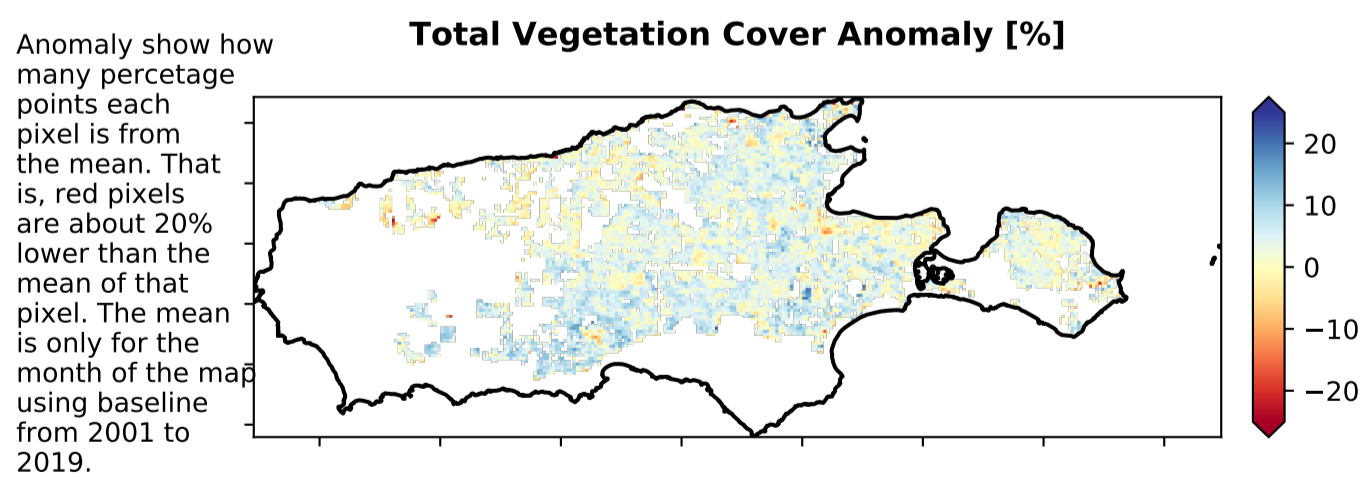 Total Vegetation Cover Anomaly [%]
Anomaly show how
many percetage
points each
pixel is from
the mean. That
is, red pixels
are about 20%
lower than the
mean of that
pixel. The mean
is only for the
month of the map
using baseline
from 2001 to
2019.
20
10
0
−10
−20